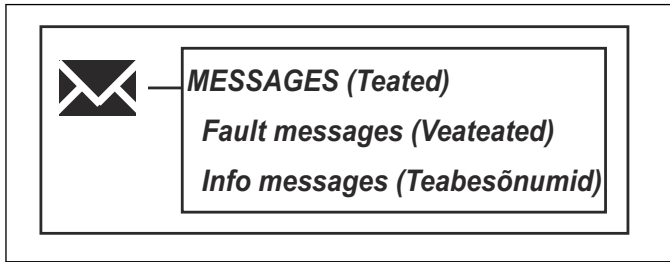 MESSAGES (Teated)
Fault messages (Veateated)
Info messages (Teabesõnumid)